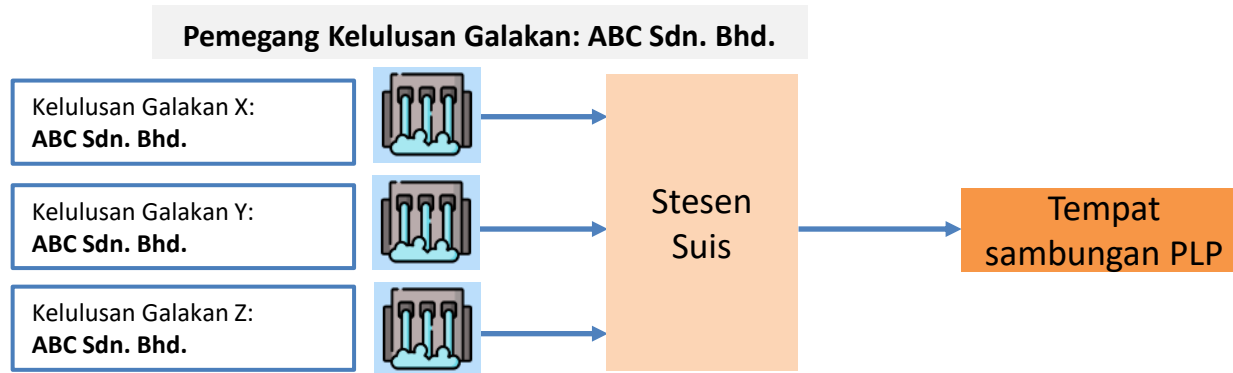 Pemegang Kelulusan Galakan: ABC Sdn. Bhd.
Kelulusan Galakan X:
ABC Sdn. Bhd.
Kelulusan Galakan Y:
ABC Sdn. Bhd.
Kelulusan Galakan Z:
ABC Sdn. Bhd.
Stesen
Suis
Tempat
sambungan PLP